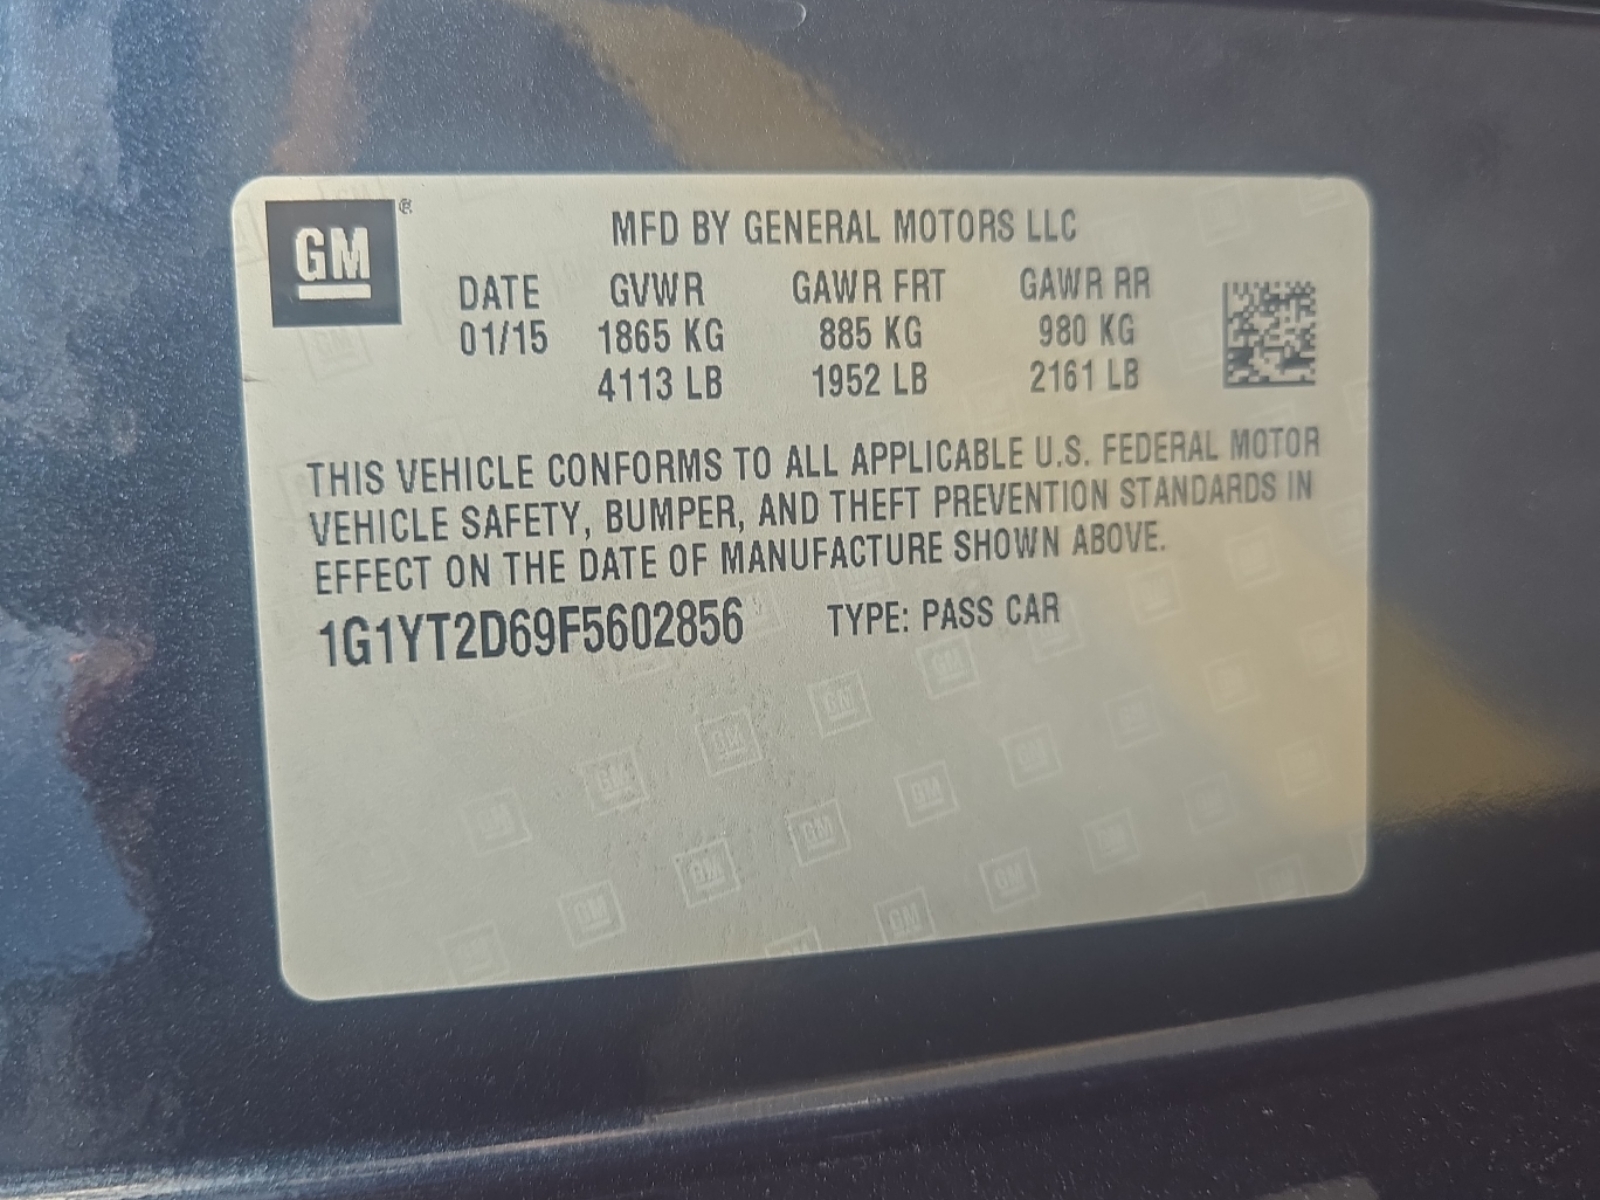 GM ®
MFD BY GENERAL MOTORS LLC
DATE GVWR GAWR FRT GAWR RR
01/15 1865 KG 885 KG 980 KG
4113 LB 1952 LB 2161 LB
THIS VEHICLE CONFORMS TO ALL APPLICABLE U.S. FEDERAL MOTOR
VEHICLE SAFETY, BUMPER, AND THEFT PREVENTION STANDARDS IN
EFFECT ON THE DATE OF MANUFACTURE SHOWN ABOVE.
1G1YT2D69F5602856 TYPE: PASS CAR